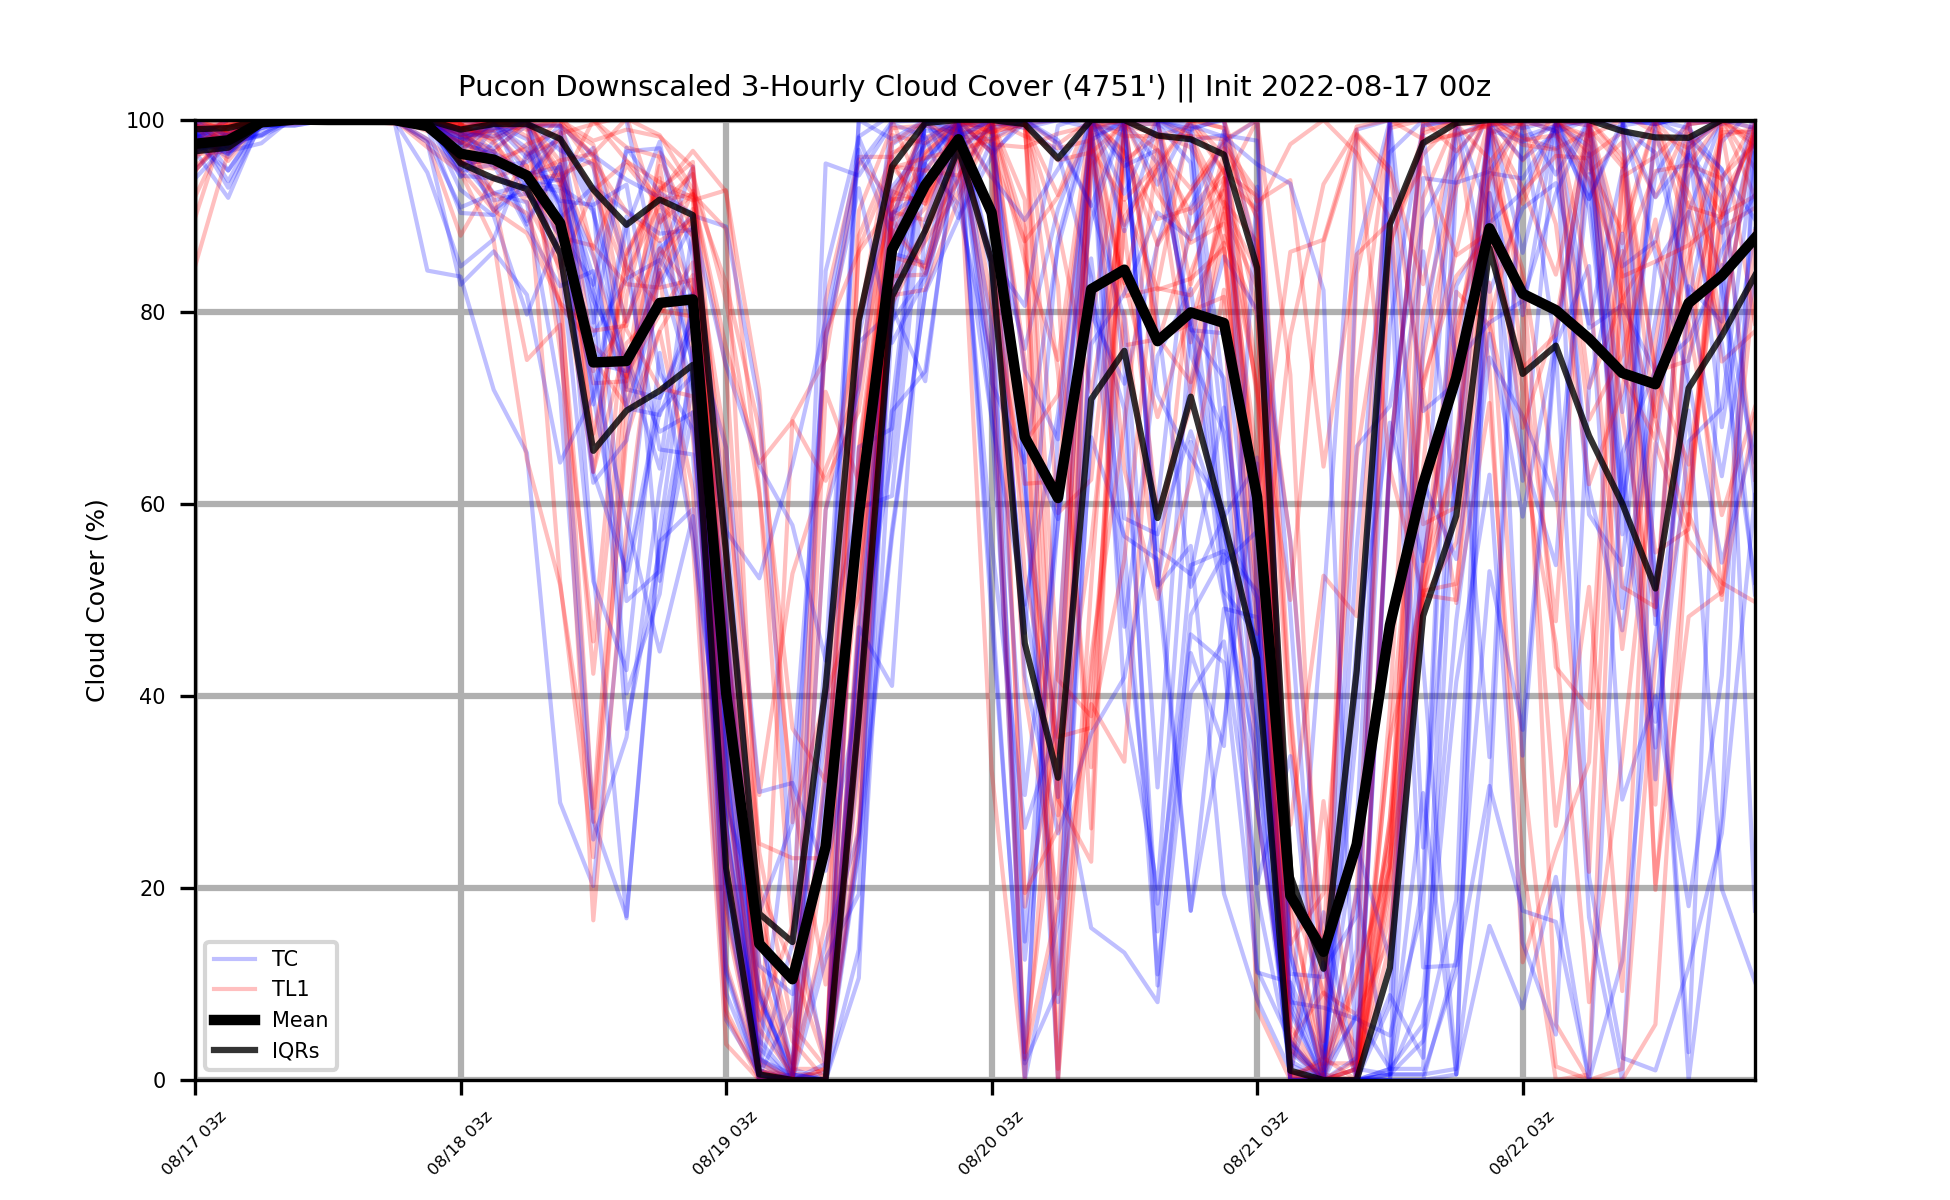 Pucon Downscaled 3-Hourly Cloud Cover (4751') || Init 2022-08-17 00z
Cloud Cover (%)
100
80
60
40
20
0
TC
TL1
Mean
IQRs
08/17 03z
08/18 03z
08/19 03z
08/20 03z
08/21 03z
08/22 03z